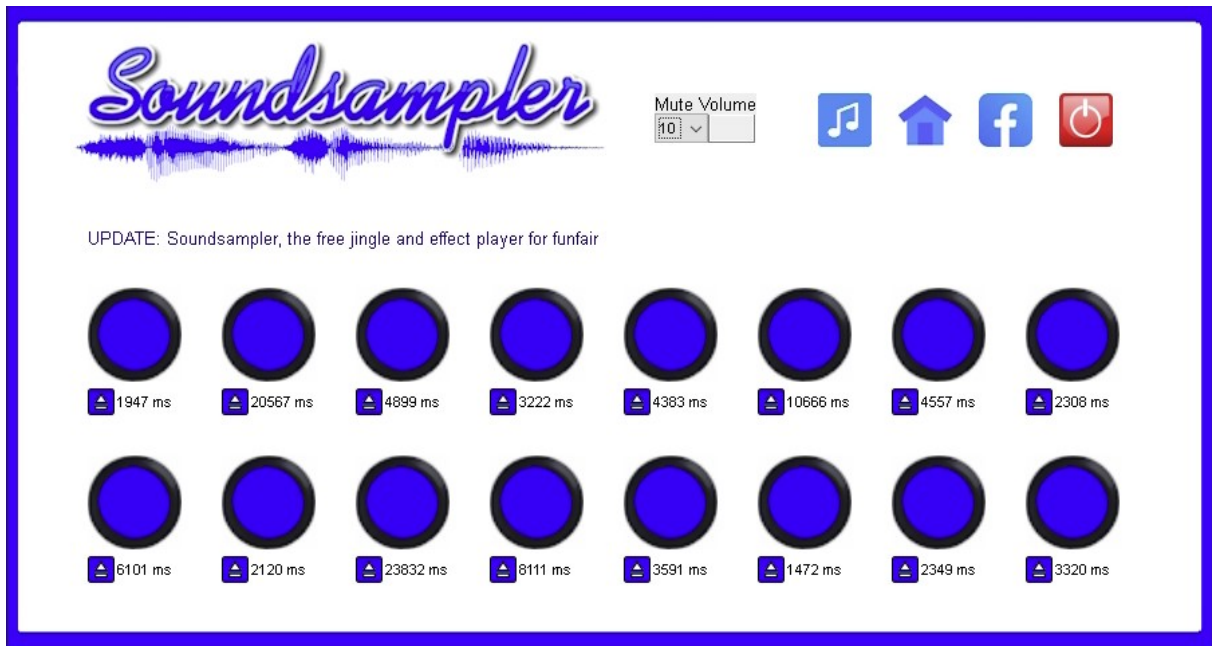 Soundsampler
Mute Volume
10
UPDATE: Soundsampler, the free jingle and effect player for funfair
1947 ms 20567 ms 4899 ms 3222 ms 4383 ms 10666 ms 4557 ms 2308 ms
6101 ms 2120 ms 23832 ms 8111 ms 3591 ms 1472 ms 2349 ms 3320 ms